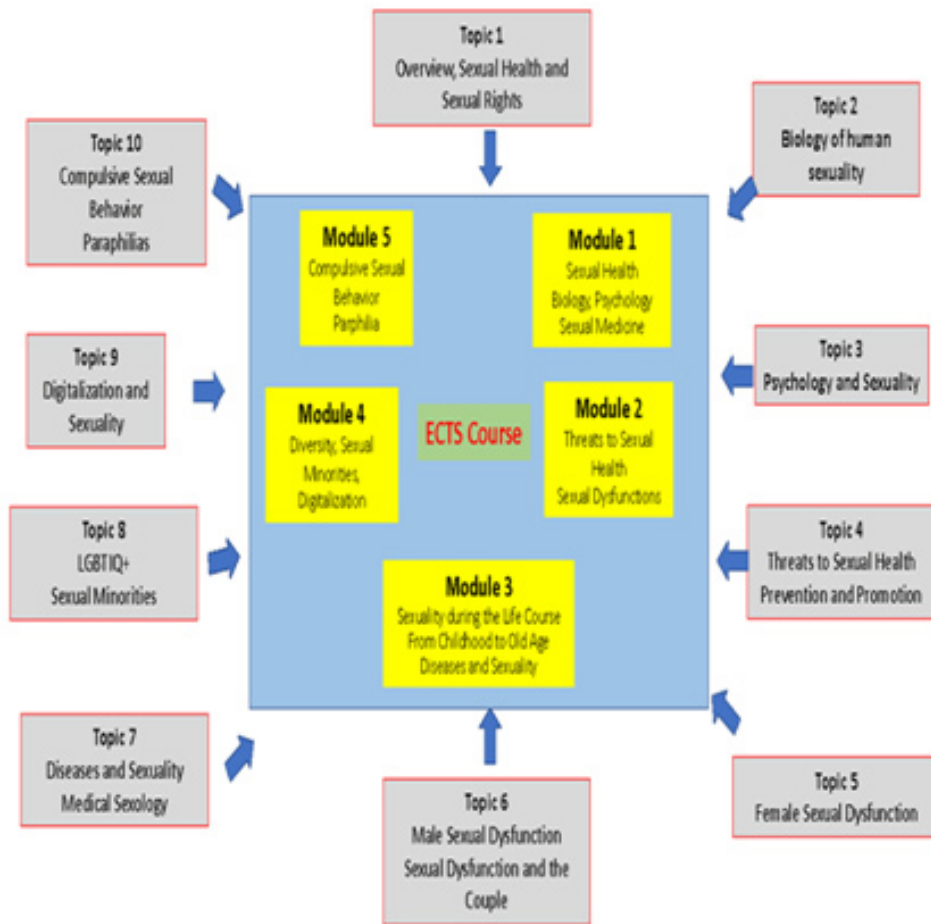 Topic 1
Overview, Sexual Health and
Sexual Rights
Topic 2
Biology of human
sexuality
Topic 3
Psychology and Sexuality
Topic 4
Threats to Sexual Health
Prevention and Promotion
Topic 5
Female Sexual Dysfunction
Topic 6
Male Sexual Dysfunction
Sexual Dysfunction and the
Couple
Topic 7
Diseases and Sexuality
Medical Sexology
Topic 8
LGBTIQ+
Sexual Minorities
Topic 9
Digitalization and
Sexuality
Topic 10
Compulsive Sexual
Behavior
Paraphilias
Module 1
Sexual Health
Biology, Psychology
Sexual Medicine
Module 2
Threats to Sexual
Health
Sexual Dysfunctions
Module 3
Sexuality during the Life Course
From Childhood to Old Age
Diseases and Sexuality
Module 4
Diversity, Sexual
Minorities,
Digitalization
Module 5
Compulsive Sexual
Behavior
Parphilia
ECTS Course